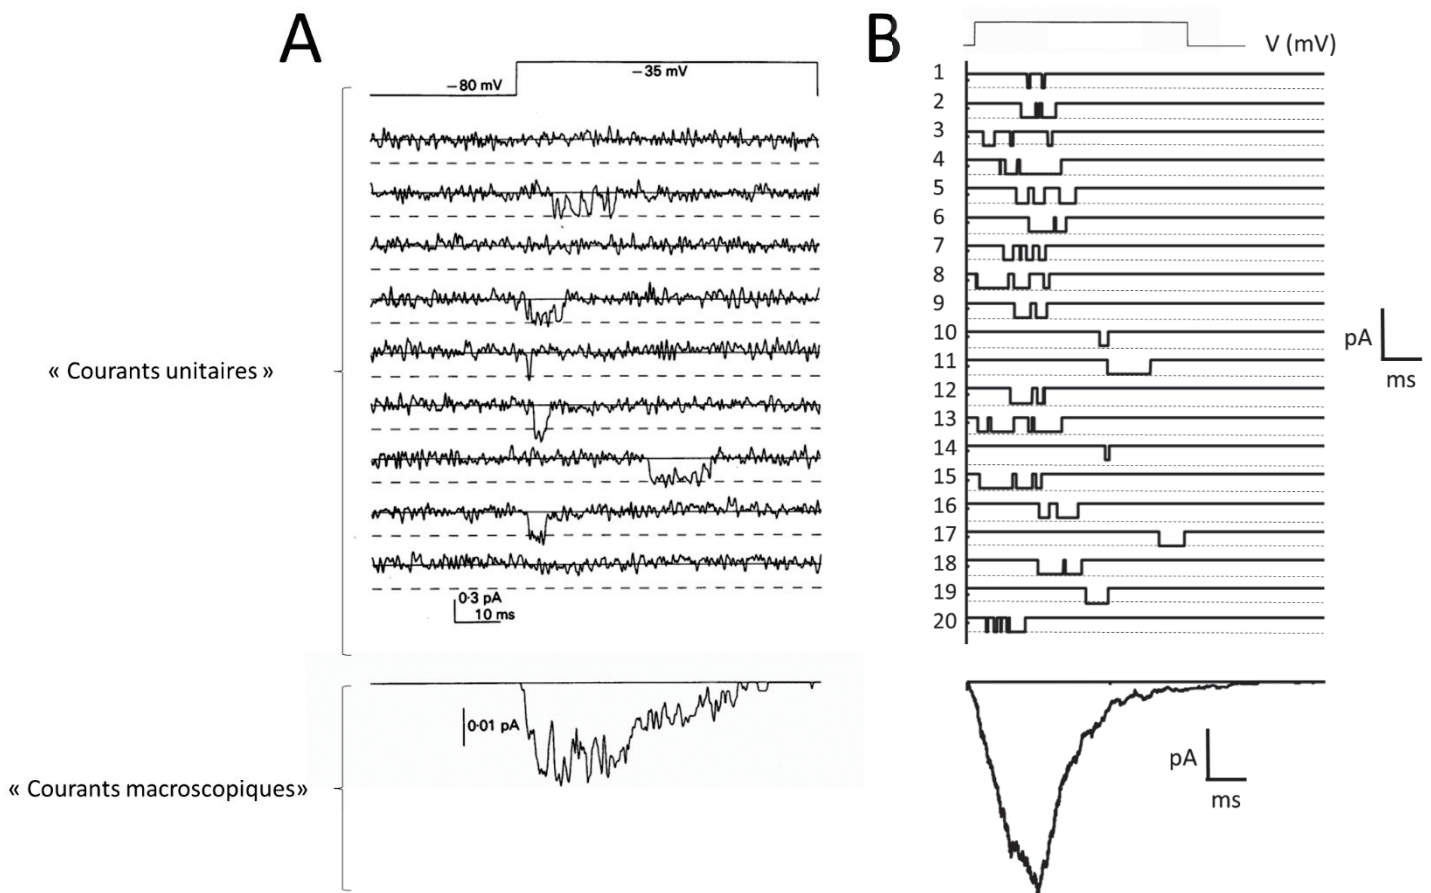 A
−80 mV
−35 mV
« Courants unitaires »
0·3 pA
10 ms
« Courants macroscopiques»
0·01 pA
B
V (mV)
1
2
3
4
5
6
7
8
9
10
11
12
13
14
15
16
17
18
19
20
pA
ms
pA
ms